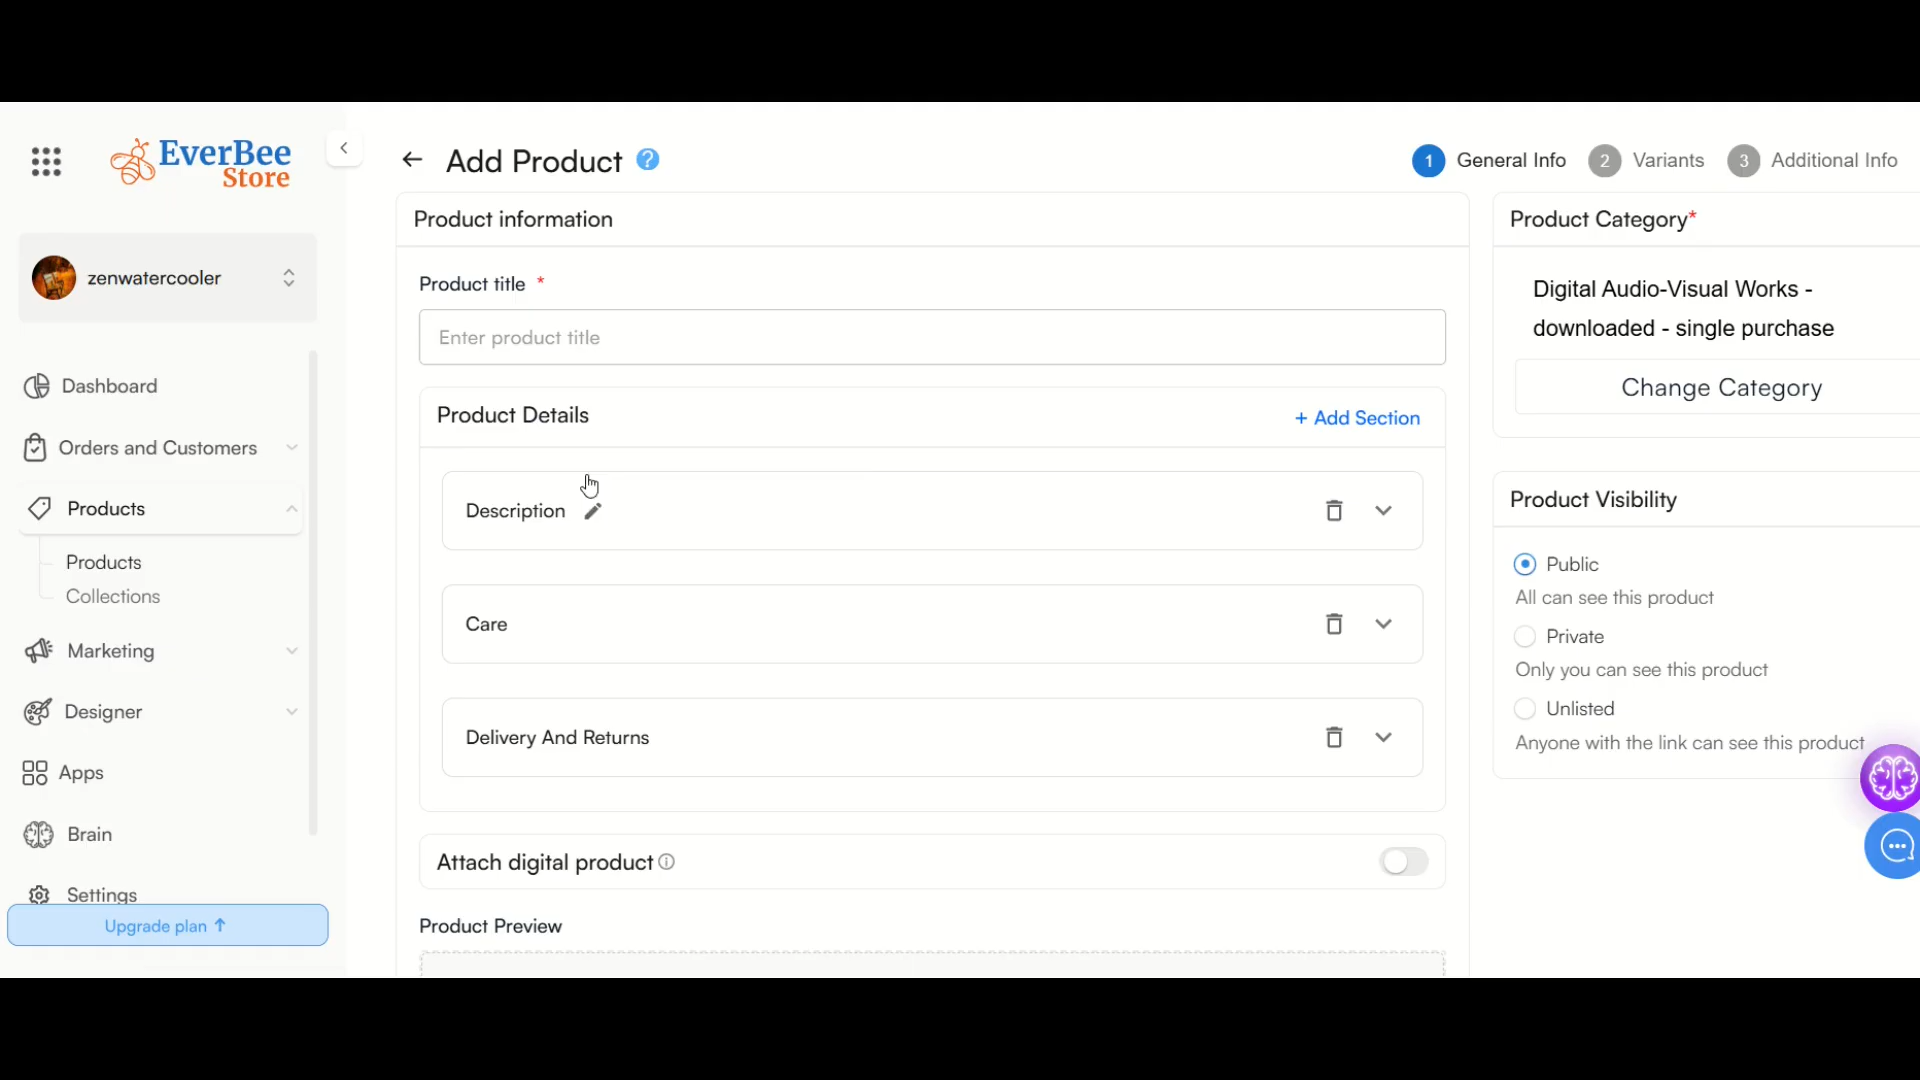 EverBee
Store
zenwatercooler
Dashboard
Orders and Customers
Products
Products
Collections
Marketing
Designer
Apps
Brain
Settings
Upgrade plan ↑
← Add Product ?
1 General Info 2 Variants 3 Additional Info
Product information
Product title *
Enter product title
Product Details
+ Add Section
Description
Care
Delivery And Returns
Attach digital product
Product Preview
Product Category*
Digital Audio-Visual Works -
downloaded - single purchase
Change Category
Product Visibility
Public
All can see this product
Private
Only you can see this product
Unlisted
Anyone with the link can see this product